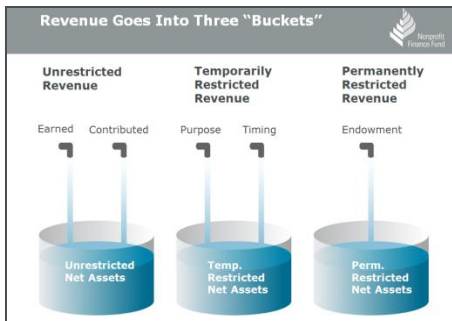 Revenue Goes Into Three “Buckets”
Nonprofit
Finance Fund
Unrestricted
Revenue
Temporarily
Restricted
Revenue
Permanently
Restricted
Revenue
Earned
Contributed
Purpose
Timing
Endowment
Unrestricted
Net Assets
Temp.
Restricted
Net Assets
Perm.
Restricted
Net Assets